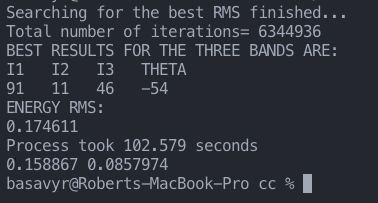 Searching for the best RMS finished...
Total number of iterations= 6344936
BEST RESULTS FOR THE THREE BANDS ARE:
I1 I2 I3 THETA
91 11 46 -54
ENERGY RMS:
0.174611
Process took 102.579 seconds
0.158867 0.0857974
basavyr@Roberts-MacBook-Pro cc %